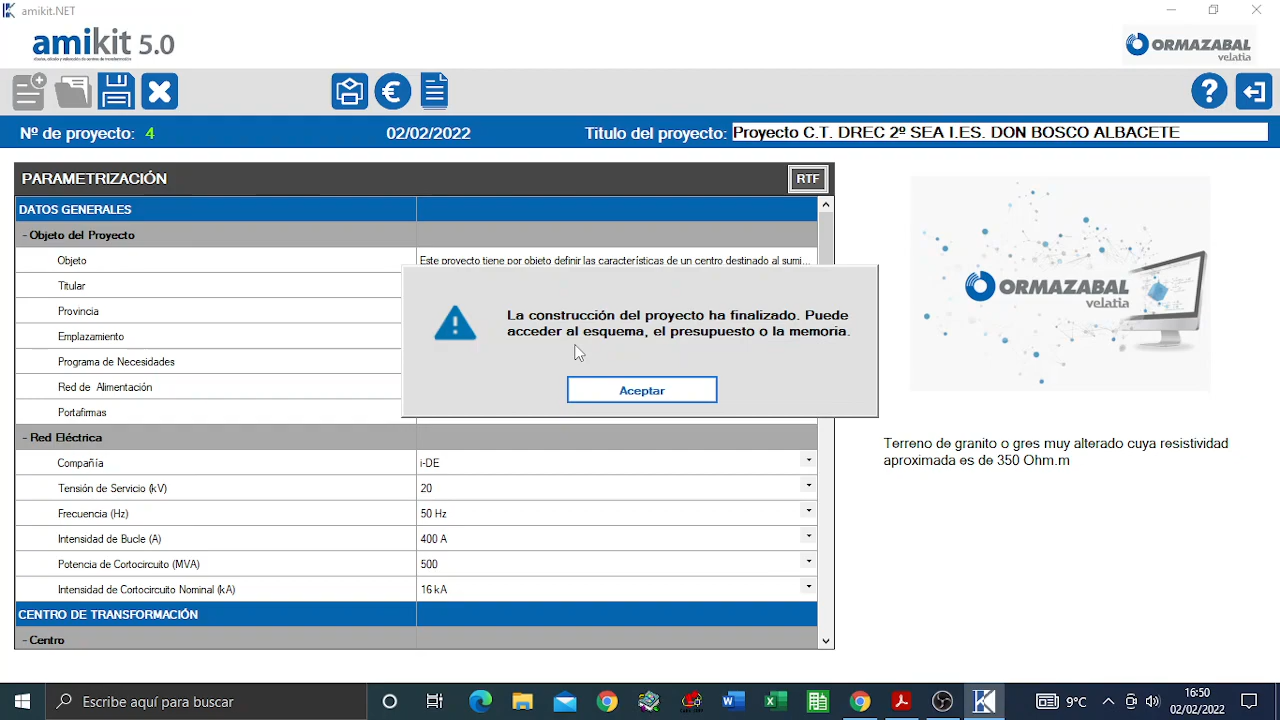 amikit.NET
amikit 5.0
ORMAZABAL
velatia
€
?
Nº de proyecto: 4
02/02/2022
Título del proyecto: Proyecto C.T. DREC 2º SEA I.ES. DON BOSCO ALBACETE
PARAMETRIZACIÓN
RTF
DATOS GENERALES
- Objeto del Proyecto
Objeto
Este proyecto tiene por objeto definir las características de un centro destinado al sumi...
Titular
Provincia
Emplazamiento
Programa de Necesidades
Red de Alimentación
Portafirmas
- Red Eléctrica
Compañía
i-DE
Tensión de Servicio (kV)
20
Frecuencia (Hz)
50 Hz
Intensidad de Bucle (A)
400 A
Potencia de Cortocircuito (MVA)
500
Intensidad de Cortocircuito Nominal (kA)
16 kA
CENTRO DE TRANSFORMACIÓN
- Centro
La construcción del proyecto ha finalizado. Puede
acceder al esquema, el presupuesto o la memoria.
Aceptar
ORMAZABAL
velatia
Terreno de granito o gres muy alterado cuya resistividad
aproximada es de 350 Ohm.m
Escribe aquí para buscar
9°C
16:50
02/02/2022